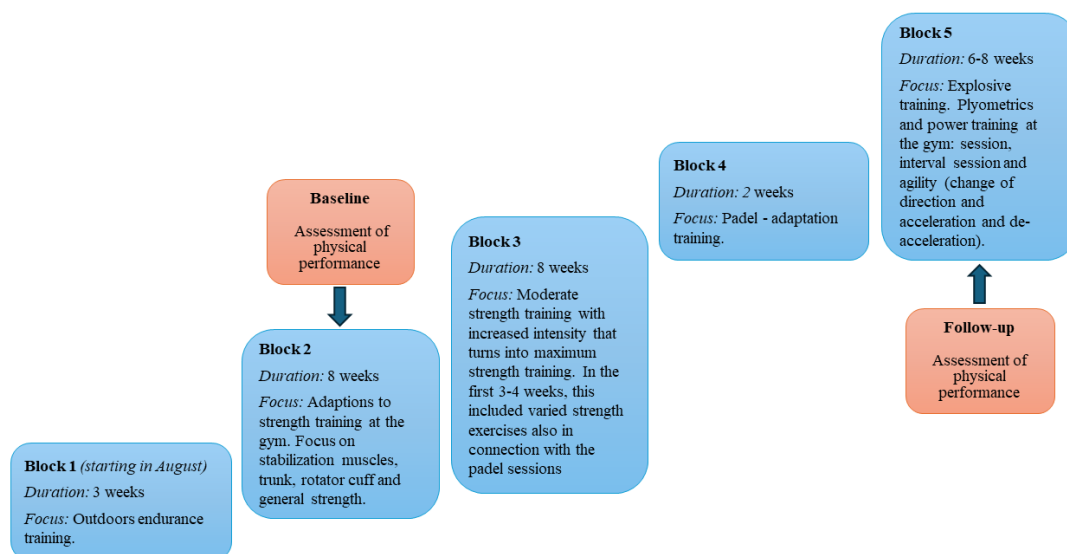 Block 1 (starting in August)
Duration: 3 weeks
Focus: Outdoors endurance
training.
Baseline
Assessment of
physical
performance
Block 2
Duration: 8 weeks
Focus: Adaptions to
strength training at the
gym. Focus on
stabilization muscles,
trunk, rotator cuff and
general strength.
Block 3
Duration: 8 weeks
Focus: Moderate
strength training with
increased intensity that
turns into maximum
strength training. In the
first 3-4 weeks, this
included varied strength
exercises also in
connection with the
padel sessions
Block 4
Duration: 2 weeks
Focus: Padel - adaptation
training.
Block 5
Duration: 6-8 weeks
Focus: Explosive
training. Plyometrics
and power training at
the gym: session,
interval session and
agility (change of
direction and
acceleration and de-
acceleration).
Follow-up
Assessment of
physical
performance